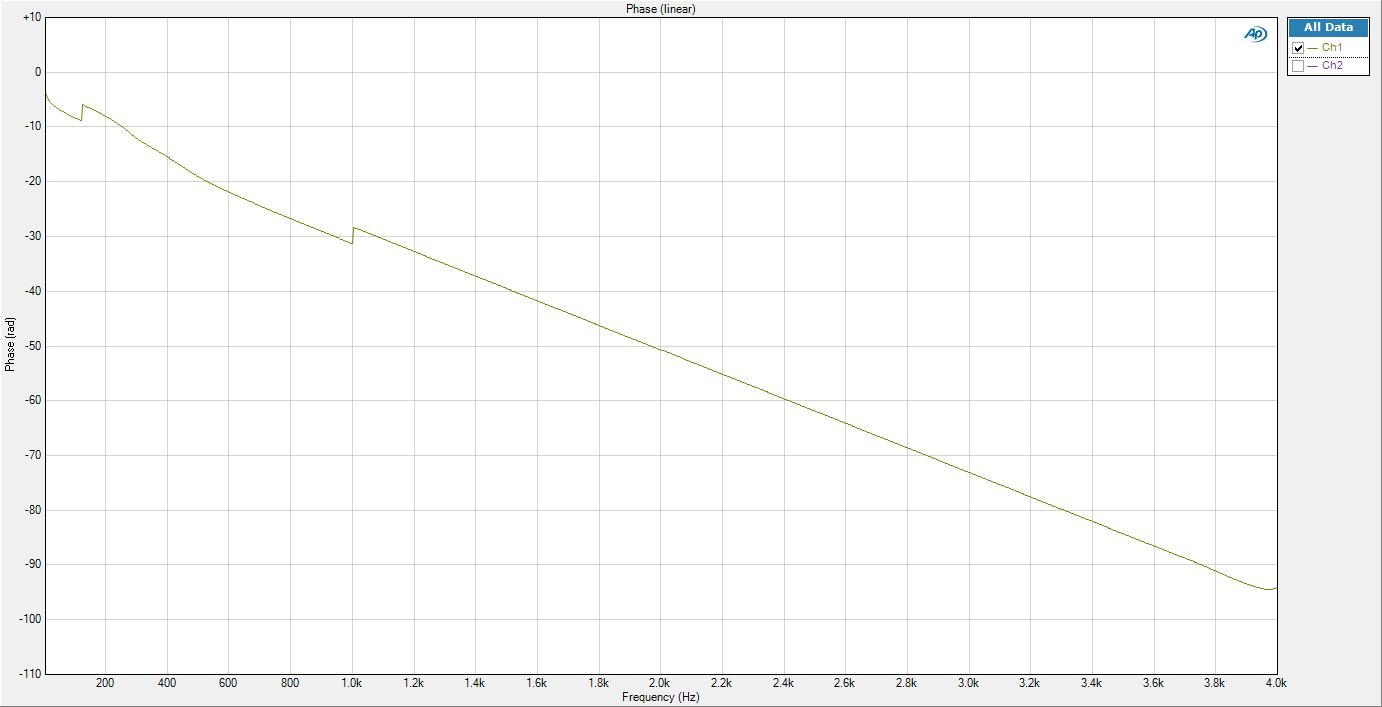 Phase (linear)
+10
0
-10
-20
-30
-40
-50
-60
-70
-80
-90
-100
-110
Phase (rad)
200 400 600 800 1.0k 1.2k 1.4k 1.6k 1.8k 2.0k 2.2k 2.4k 2.6k 2.8k 3.0k 3.2k 3.4k 3.6k 3.8k 4.0k
Frequency (Hz)
AP
All Data
Ch1
Ch2